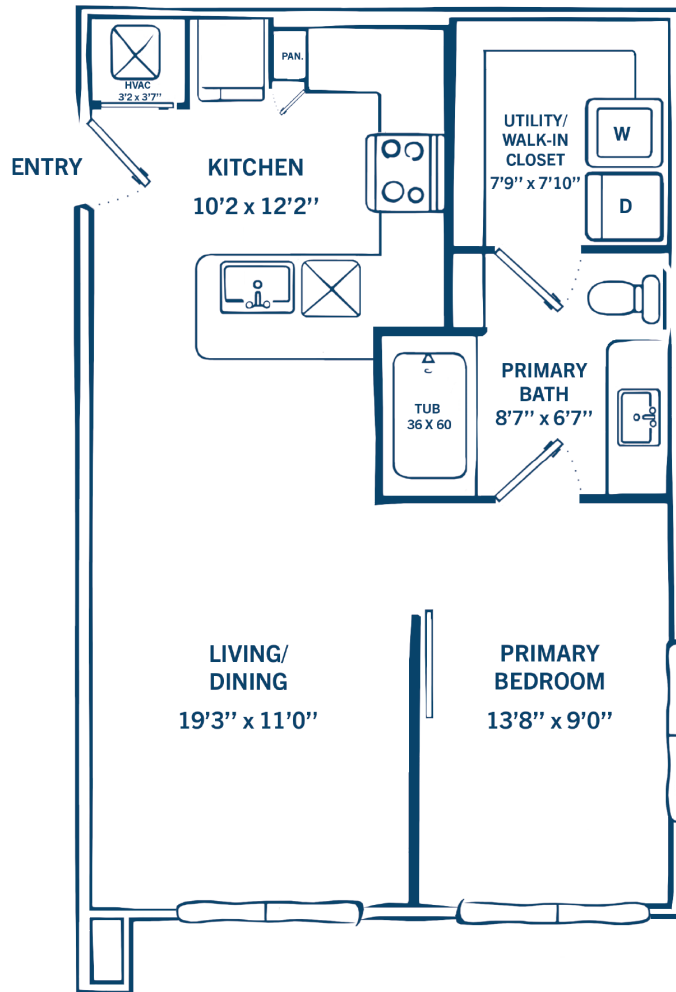 HVAC
3'2 x 3'7''
PAN.
ENTRY
KITCHEN
10'2 x 12'2''
UTILITY/
WALK-IN
CLOSET
7'9'' x 7'10''
W
D
PRIMARY
BATH
8'7'' x 6'7''
TUB
36 X 60
LIVING/
DINING
19'3'' x 11'0''
PRIMARY
BEDROOM
13'8'' x 9'0''